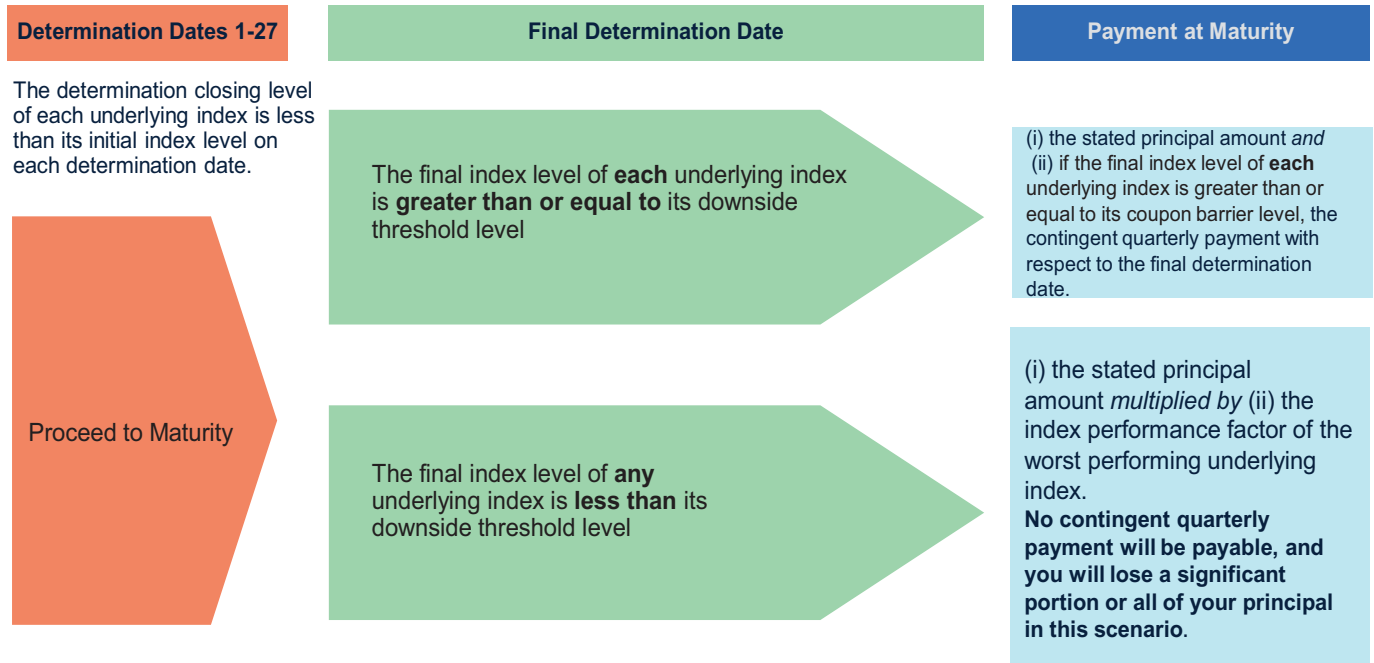 Determination Dates 1-27
Final Determination Date
Payment at Maturity
The determination closing level
of each underlying index is less
than its initial index level on
each determination date.
Proceed to Maturity
The final index level of each underlying index
is greater than or equal to its downside
threshold level
(i) the stated principal amount and
(ii) if the final index level of each
underlying index is greater than or
equal to its coupon barrier level, the
contingent quarterly payment with
respect to the final determination
date.
The final index level of any
underlying index is less than its
downside threshold level
(i) the stated principal
amount multiplied by (ii) the
index performance factor of the
worst performing underlying
index.
No contingent quarterly
payment will be payable, and
you will lose a significant
portion or all of your principal
in this scenario.